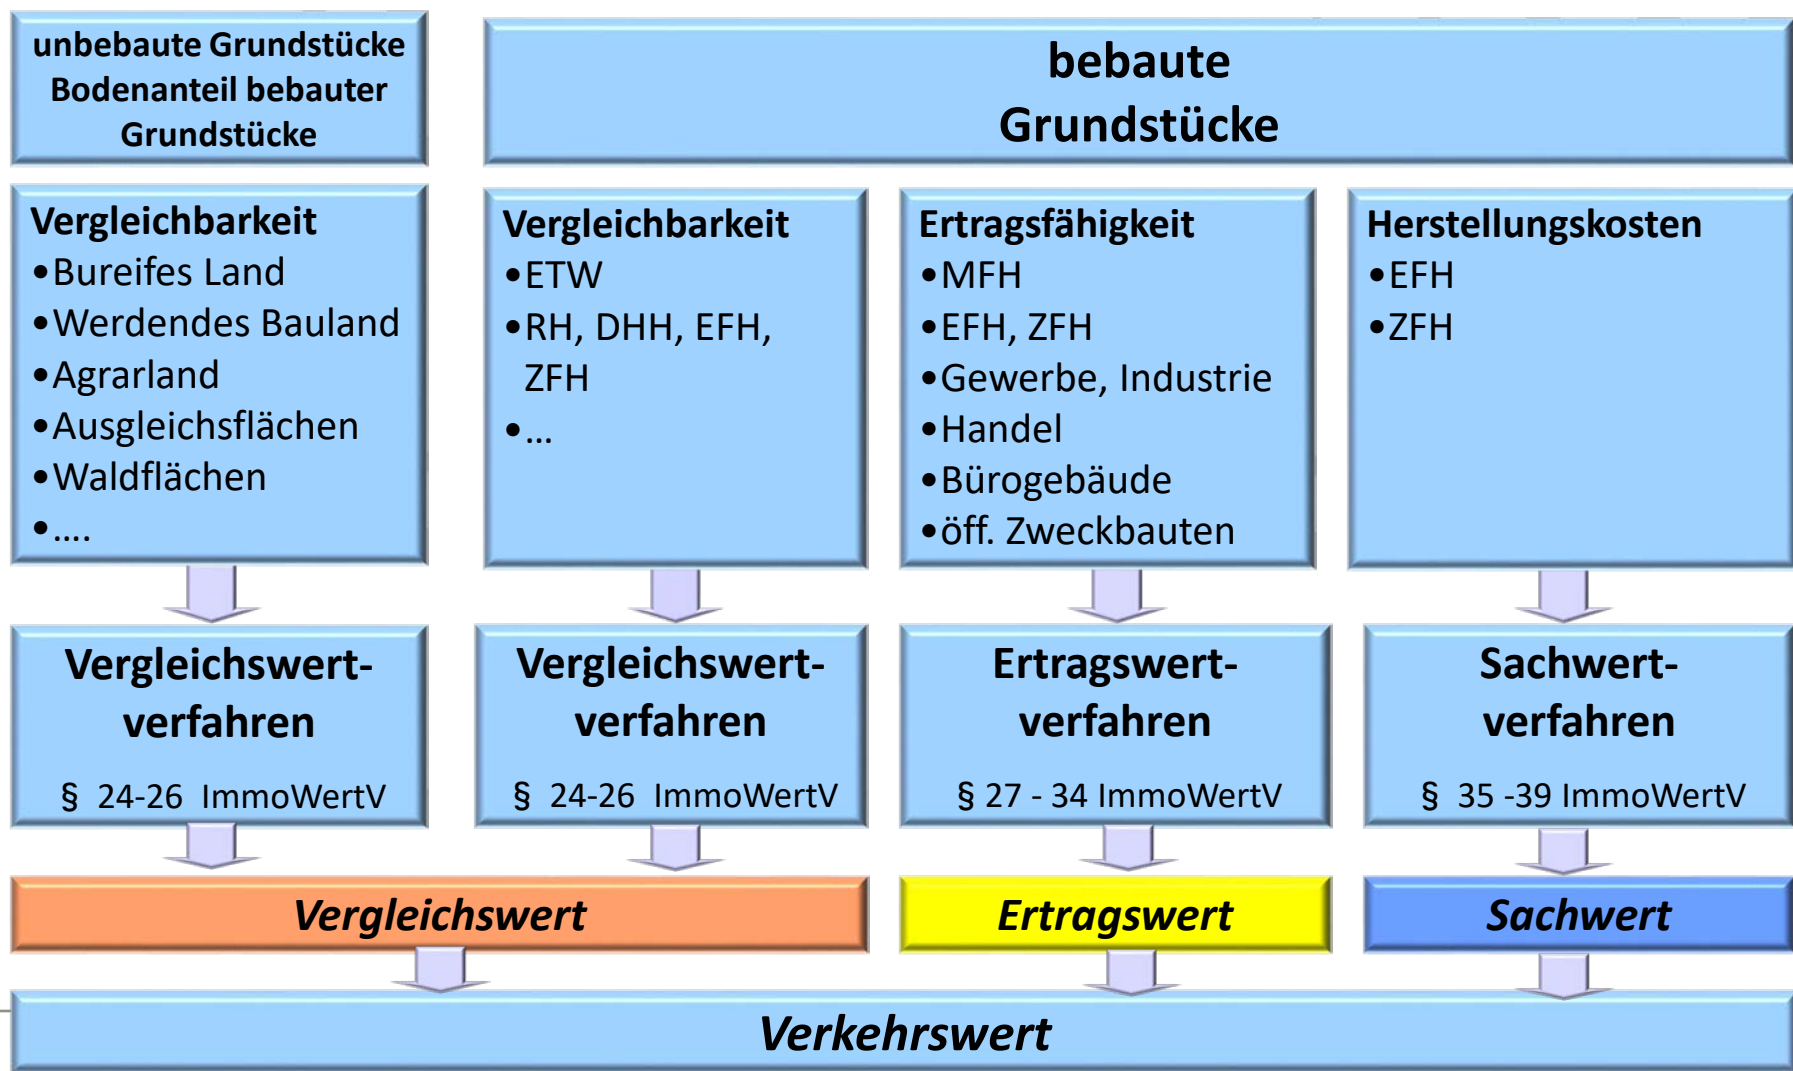 unbebaute Grundstücke
Bodenanteil bebauter
Grundstücke
bebaute
Grundstücke
Vergleichbarkeit
•Bureifes Land
•Werdendes Bauland
•Agrarland
•Ausgleichsflächen
•Waldflächen
•....
Vergleichbarkeit
•ETW
•RH, DHH, EFH,
ZFH
•...
Ertragsfähigkeit
•MFH
•EFH, ZFH
•Gewerbe, Industrie
•Handel
•Bürogebäude
•öff. Zweckbauten
Herstellungskosten
•EFH
•ZFH
Vergleichswert-
verfahren
§ 24-26 ImmoWertV
Vergleichswert-
verfahren
§ 24-26 ImmoWertV
Ertragswert-
verfahren
§ 27 - 34 ImmoWertV
Sachwert-
verfahren
§ 35 -39 ImmoWertV
Vergleichswert
Ertragswert
Sachwert
Verkehrswert